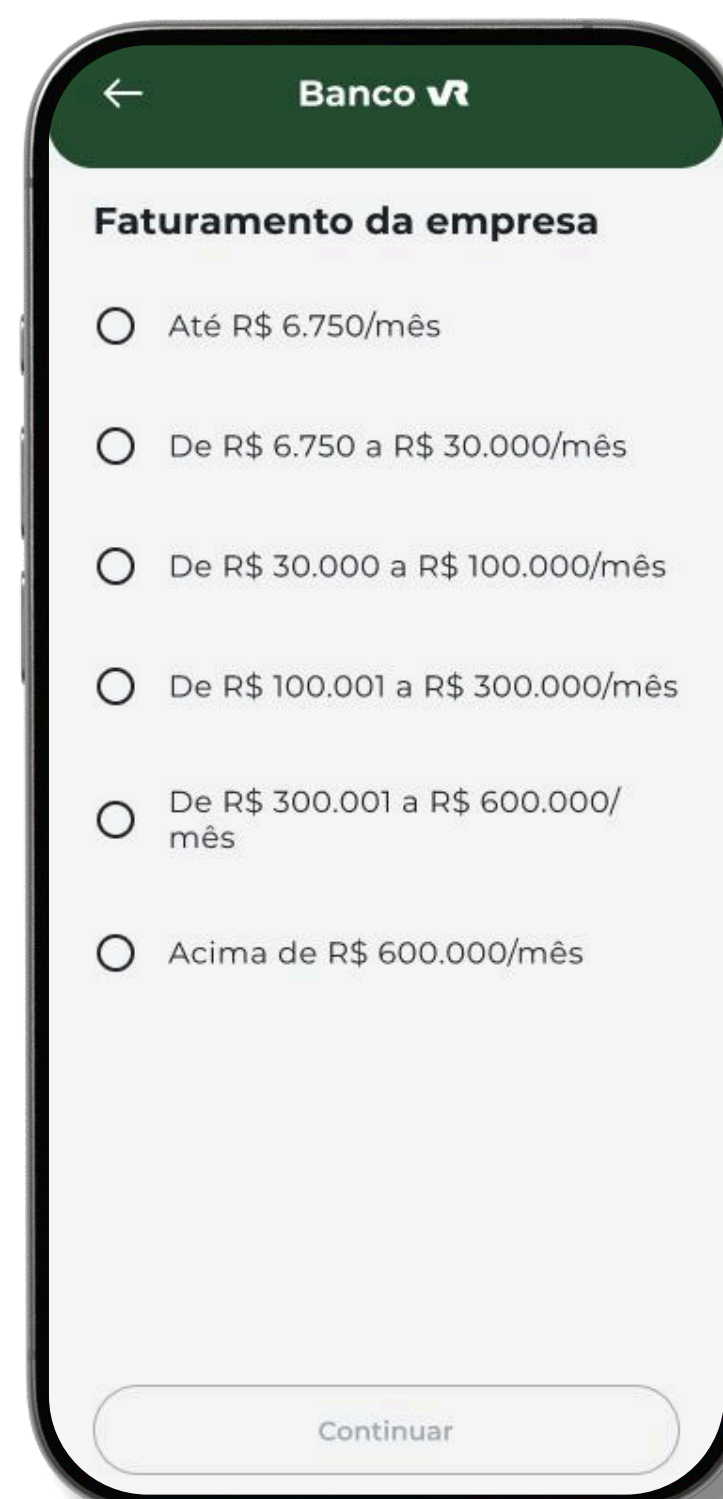 Banco VR
Faturamento da empresa
Até R$ 6.750/mês
De R$ 6.750 a R$ 30.000/mês
De R$ 30.000 a R$ 100.000/mês
De R$ 100.001 a R$ 300.000/mês
De R$ 300.001 a R$ 600.000/
mês
Acima de R$ 600.000/mês
Continuar